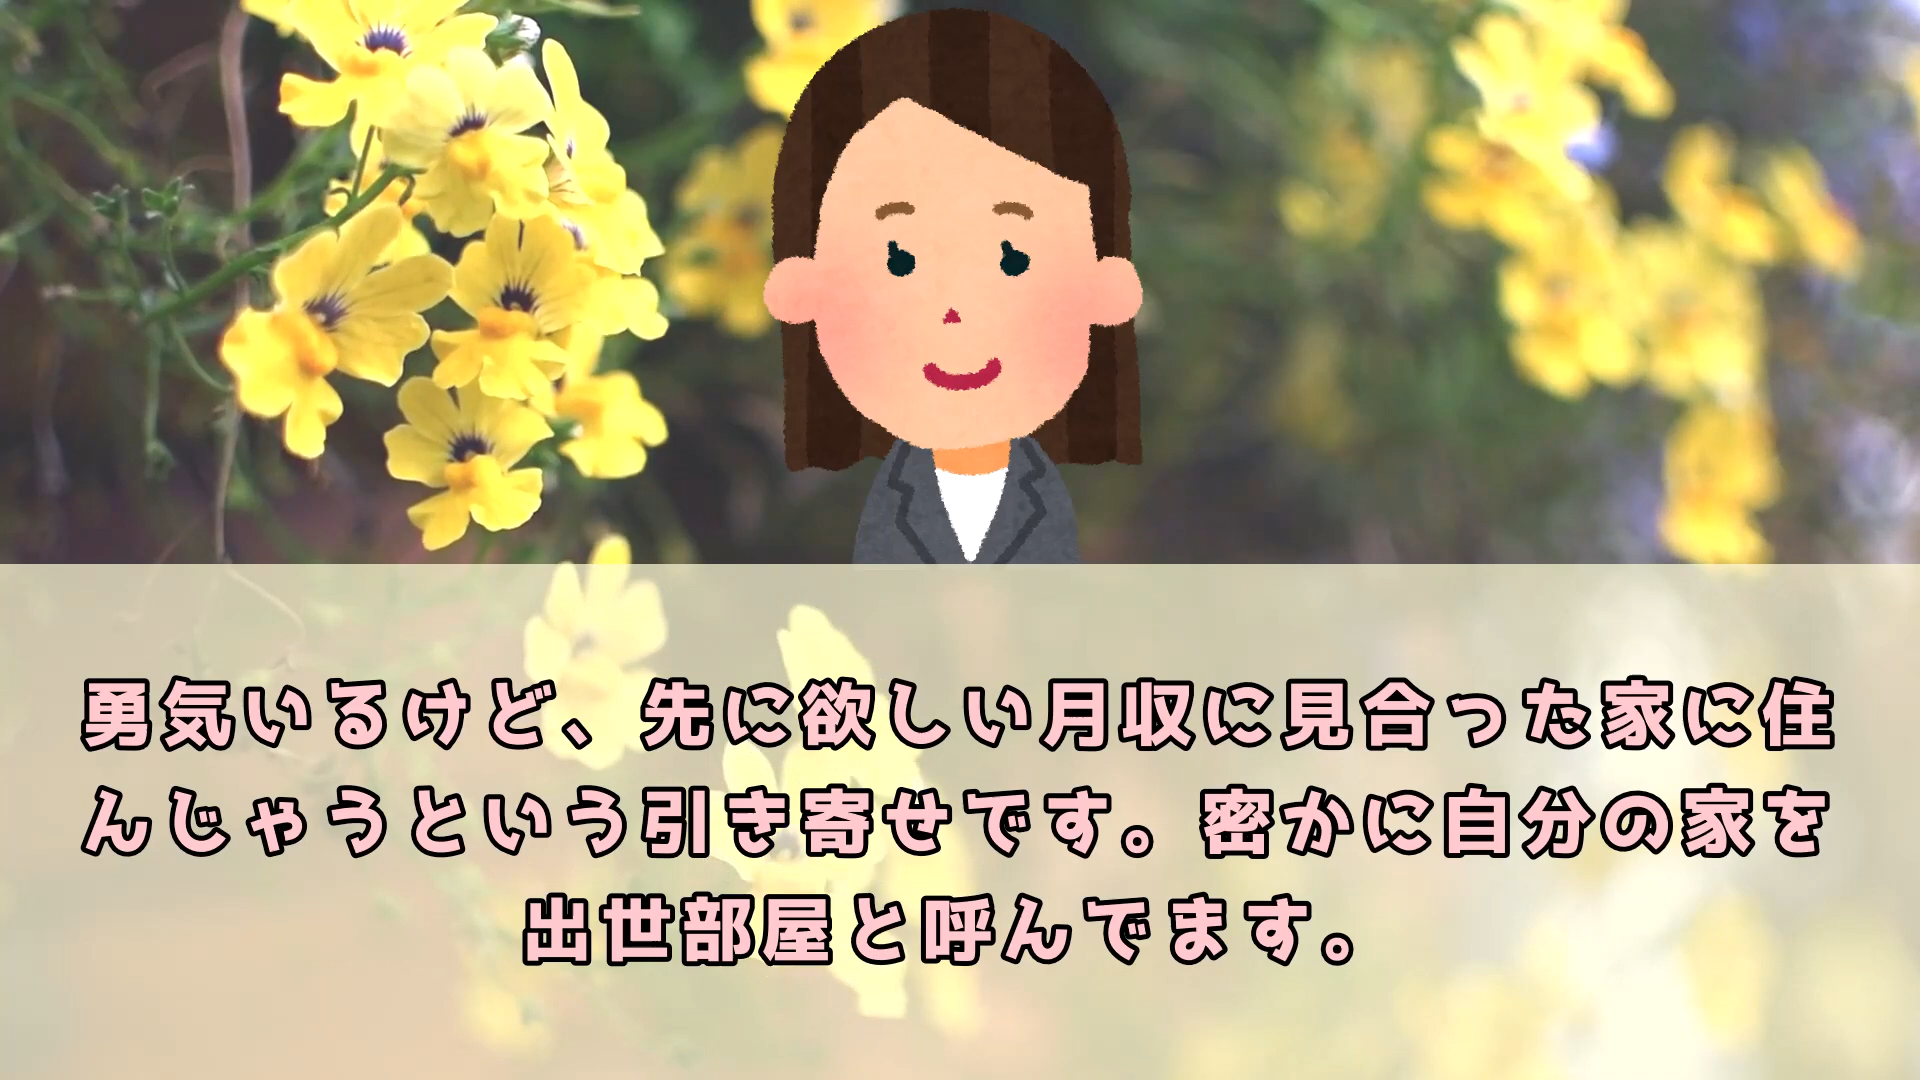 勇気いるけど、先に欲しい月収に見合った家に住
んじゃうという引き寄せです。密かに自分の家を
出世部屋と呼んでます。